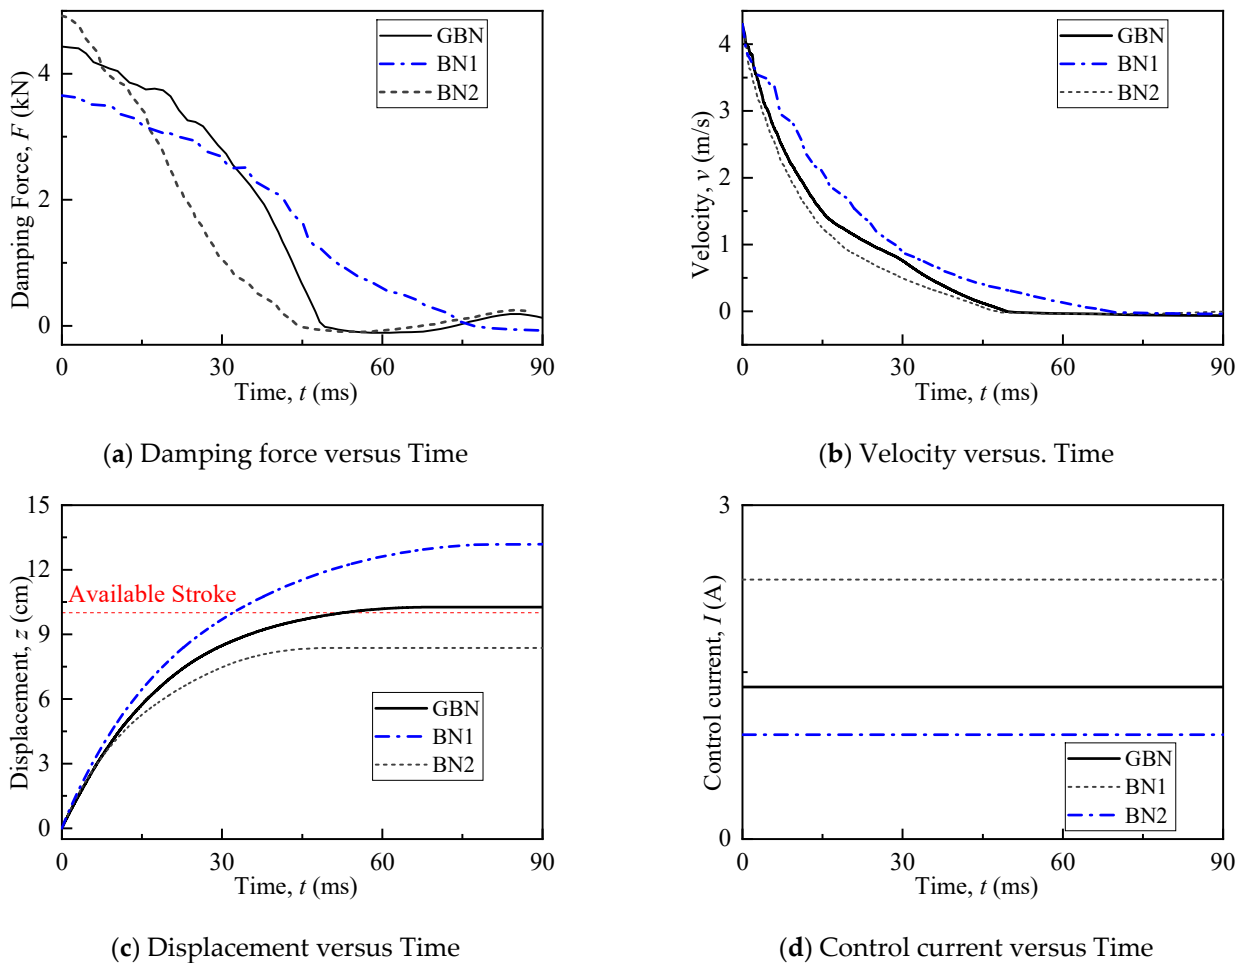 Damping Force, F (kN)
4
2
0
GBN
BN1
BN2
0 30 60 90
Time, t (ms)
(a) Damping force versus Time
Velocity, v (m/s)
4
3
2
1
0
GBN
BN1
BN2
0 30 60 90
Time, t (ms)
(b) Velocity versus. Time
Displacement, z (cm)
15
12
9
6
3
0
Available Stroke
GBN
BN1
BN2
0 30 60 90
Time, t (ms)
(c) Displacement versus Time
Control current, I (A)
3
0
GBN
BN1
BN2
0 30 60 90
Time, t (ms)
(d) Control current versus Time